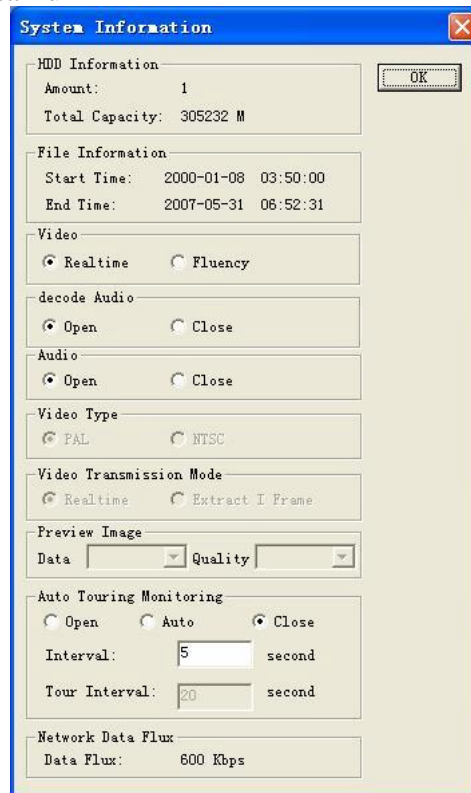 System Information
HDD Information
OK
Amount: 1
Total Capacity: 305232 M
File Information
Start Time: 2000-01-08 03:50:00
End Time: 2007-05-31 06:52:31
Video
Realtime Fluency
decode Audio
Open Close
Audio
Open Close
Video Type
PAL NTSC
Video Transmission Mode
Realtime Extract I Frame
Preview Image
Data Quality
Auto Touring Monitoring
Open Auto Close
Interval: 5 second
Tour Interval: 20 second
Network Data Flux
Data Flux: 600 Kbps